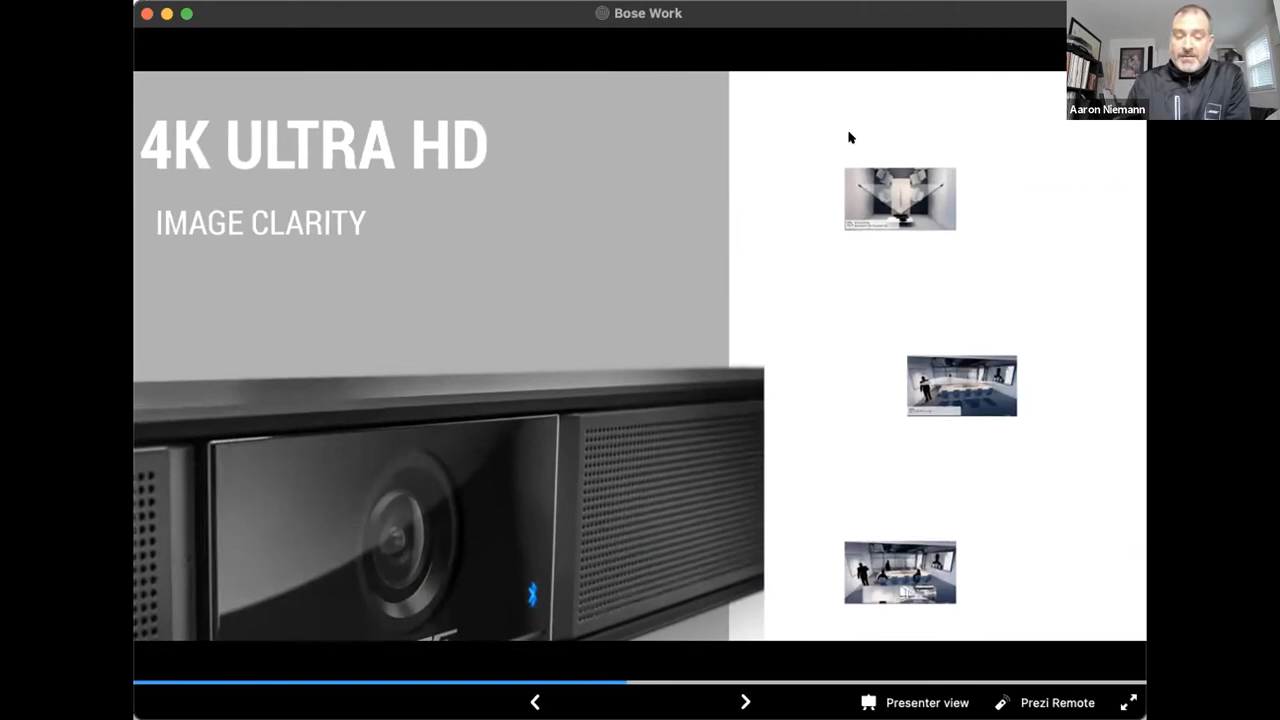 Bose Work
4K ULTRA HD
IMAGE CLARITY
Aaron Niemann
Presenter view
Prezi Remote